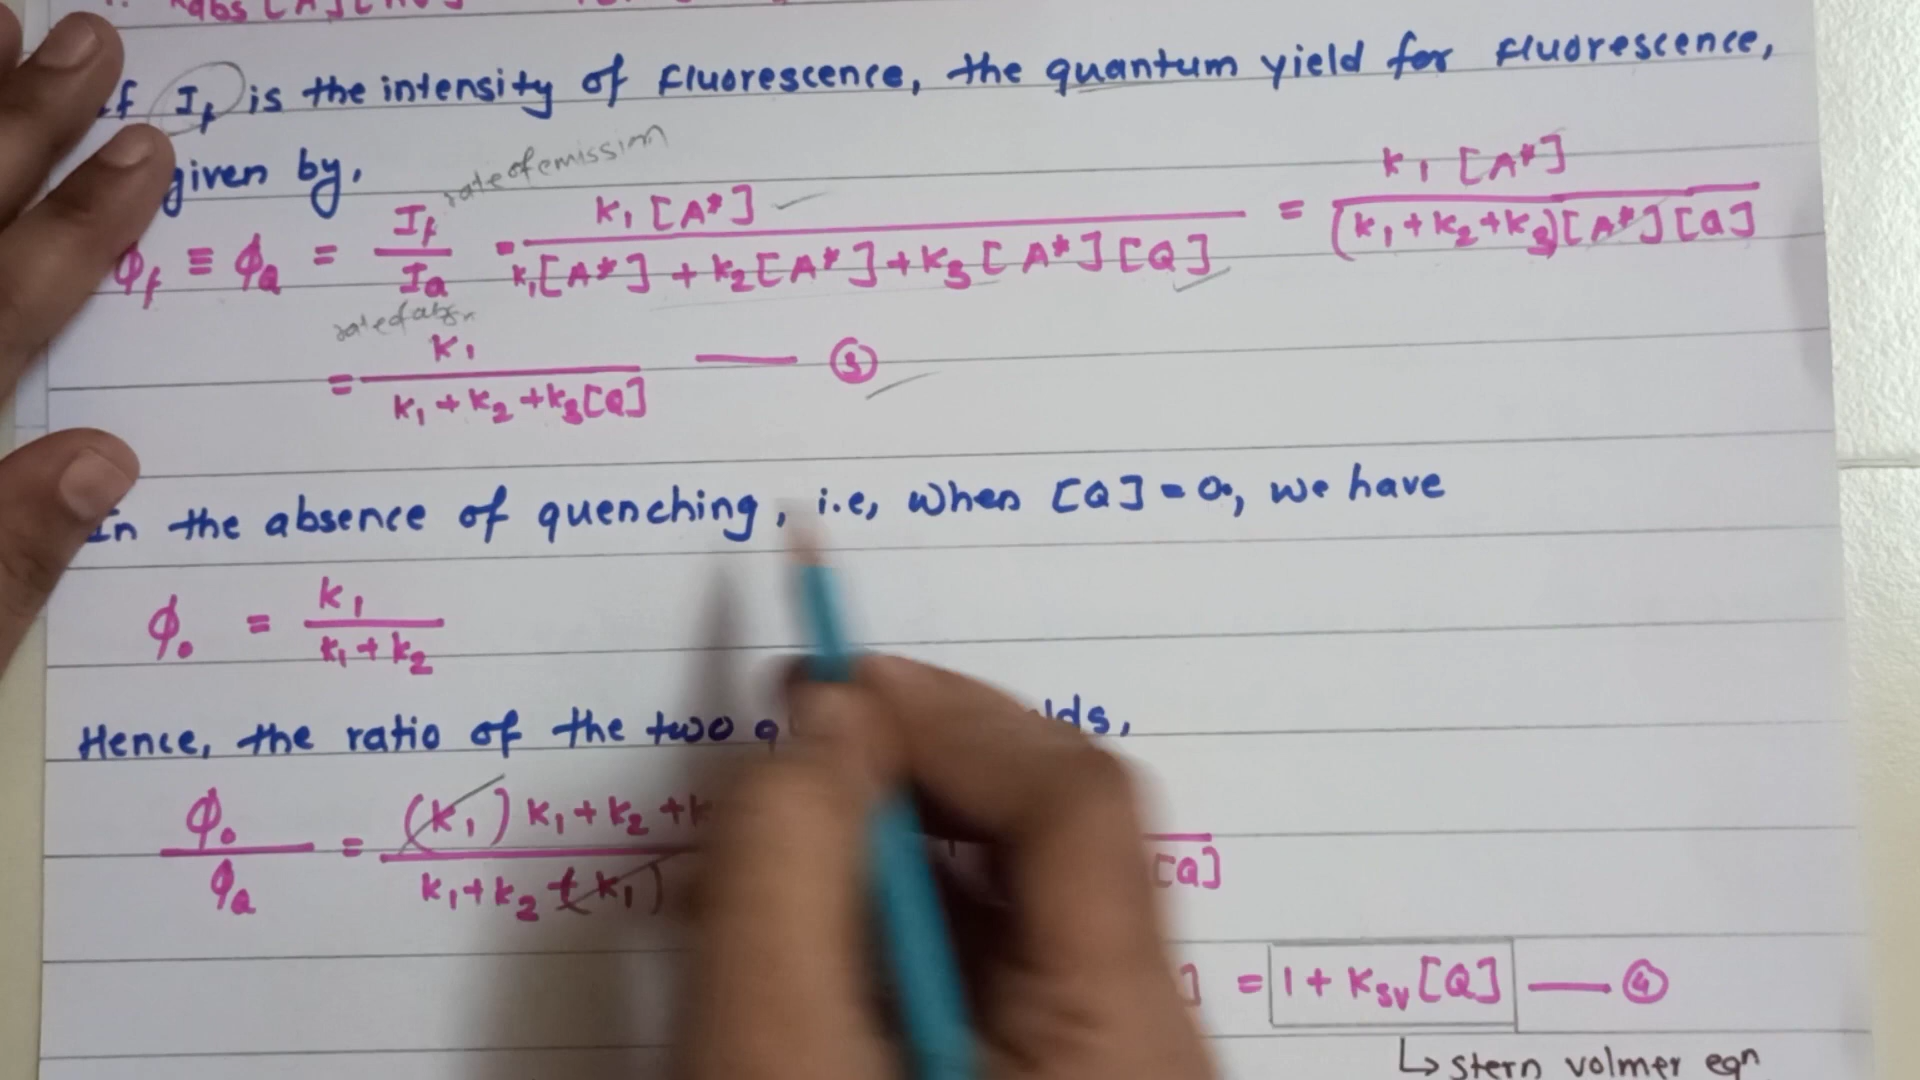 If I_f is the intensity of fluorescence, the quantum yield for fluorescence,
given by,
rate of emission
ϕ_f ≡ ϕ_Q = I_f / I_a = k₁[A*] / k₁[A*] + k₂[A*] + k₃[A*][Q] = k₁[A*] / (k₁+k₂+k₃)[A*][Q]
rate of absn
= k₁ / k₁+k₂+k₃[Q] — ③
In the absence of quenching, i.e, when [Q] = 0, we have
ϕ₀ = k₁ / k₁+k₂
Hence, the ratio of the two
ϕ₀ / ϕ_Q = (k₁) k₁+k₂+k / k₁+k₂ (k₁) [Q]
] = 1 + K_SV [Q] — ④
↳ stern volmer eqn